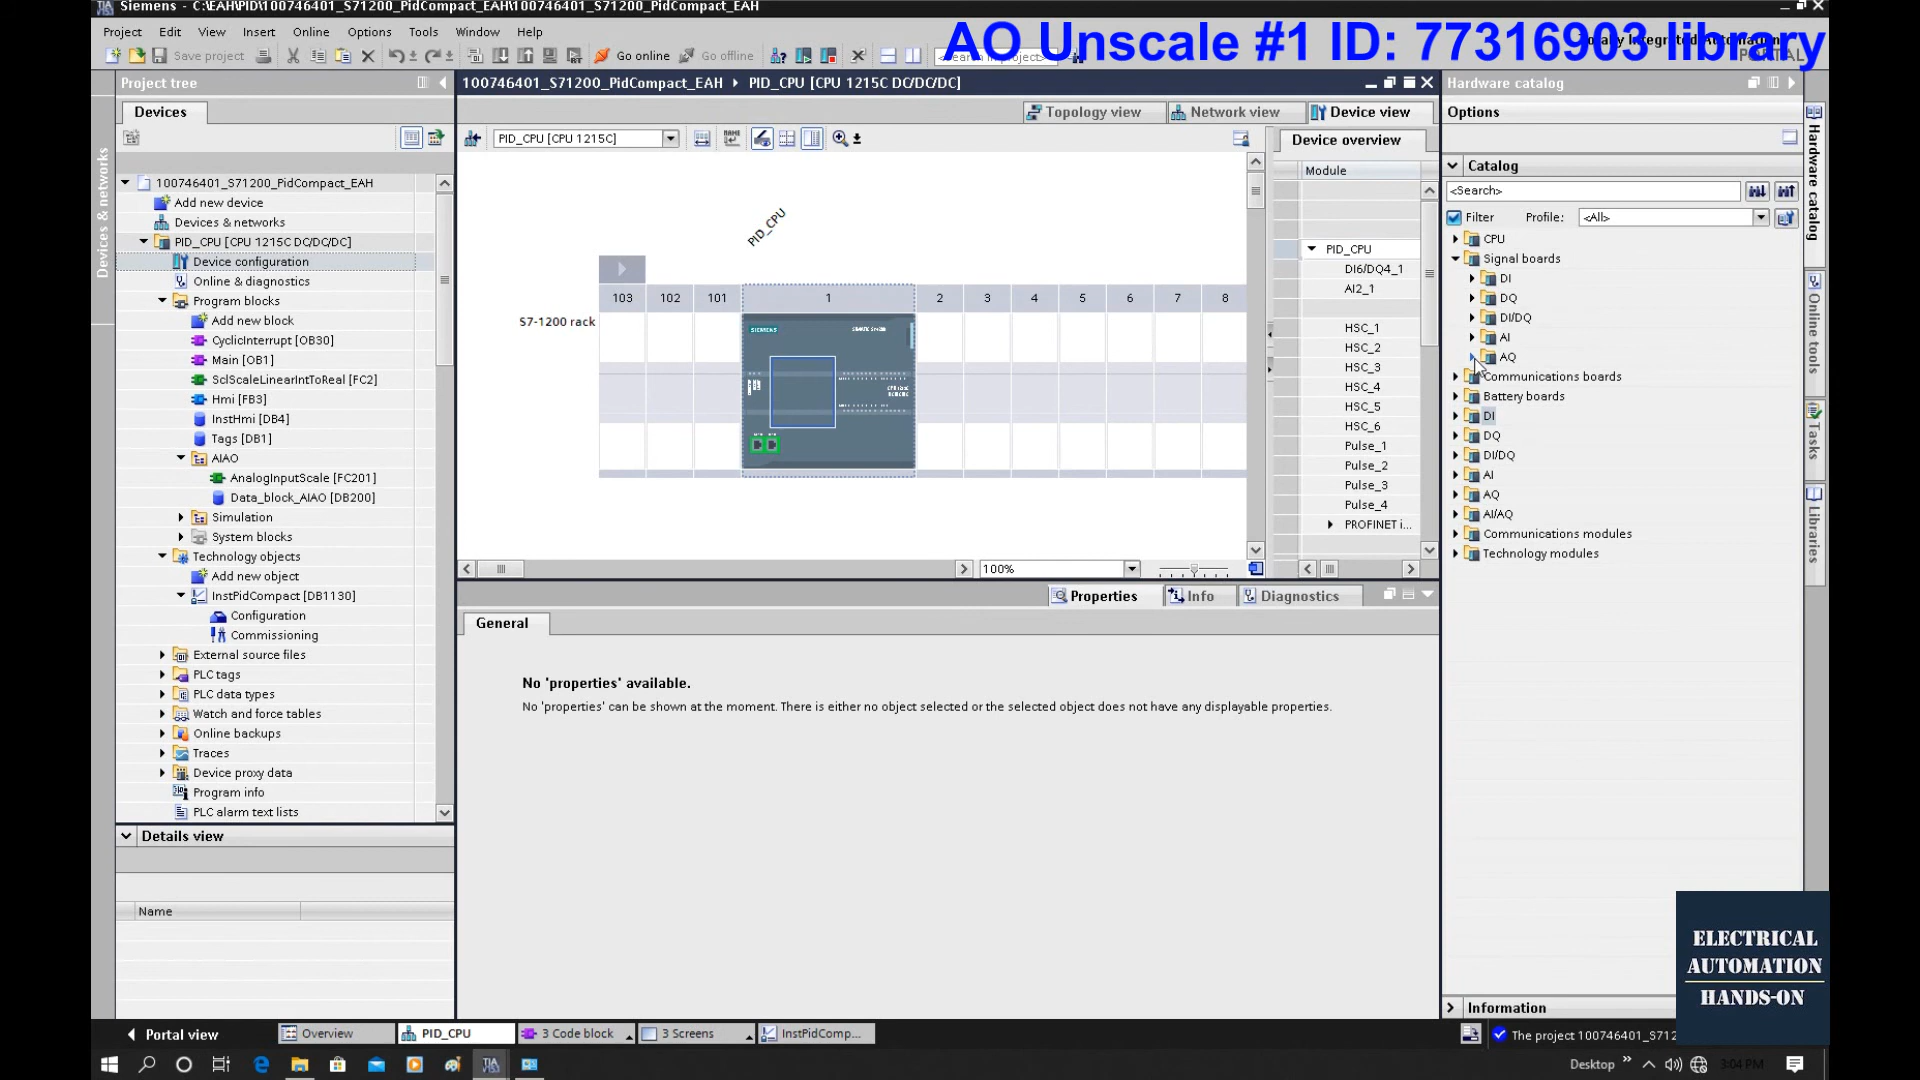 Siemens - C:\EAH\PID\100746401_S71200_PidCompact_EAH\100746401_S71200_PidCompact_EAH
AO Unscale #1 ID: 77316903 library
Project Edit View Insert Online Options Tools Window Help
Save project
Go online
Go offline
Project tree
100746401_S71200_PidCompact_EAH PID_CPU [CPU 1215C DC/DC/DC]
Hardware catalog
Devices
Topology view
Network view
Device view
Options
PID_CPU [CPU 1215C]
Device overview
Module
Catalog
<Search>
Filter
Profile:
<All>
Devices & networks
100746401_S71200_PidCompact_EAH
Add new device
Devices & networks
PID_CPU [CPU 1215C DC/DC/DC]
Device configuration
Online & diagnostics
Program blocks
Add new block
CyclicInterrupt [OB30]
Main [OB1]
SclScaleLinearIntToReal [FC2]
Hmi [FB3]
InstHmi [DB4]
Tags [DB1]
AIAO
AnalogInputScale [FC201]
Data_block_AIAO [DB200]
Simulation
System blocks
Technology objects
Add new object
InstPidCompact [DB1130]
Configuration
Commissioning
External source files
PLC tags
PLC data types
Watch and force tables
Online backups
Traces
Device proxy data
Program info
PLC alarm text lists
Details view
Name
PID_CPU
103 102 101 1 2 3 4 5 6 7 8
S7-1200 rack
SIEMENS
100%
PID_CPU
DI6/DQ4_1
AI2_1
HSC_1
HSC_2
HSC_3
HSC_4
HSC_5
HSC_6
Pulse_1
Pulse_2
Pulse_3
Pulse_4
PROFINET i...
CPU
Signal boards
DI
DQ
DI/DQ
AI
AQ
Communications boards
Battery boards
DI
DQ
DI/DQ
AI
AQ
AI/AQ
Communications modules
Technology modules
Hardware catalog
Online tools
Tasks
Libraries
Properties
Info
Diagnostics
General
No 'properties' available.
No 'properties' can be shown at the moment. There is either no object selected or the selected object does not have any displayable properties.
ELECTRICAL
AUTOMATION
HANDS-ON
Information
Portal view
Overview
PID_CPU
3 Code block
3 Screens
InstPidComp...
The project 100746401_S712
Desktop
3:04 PM